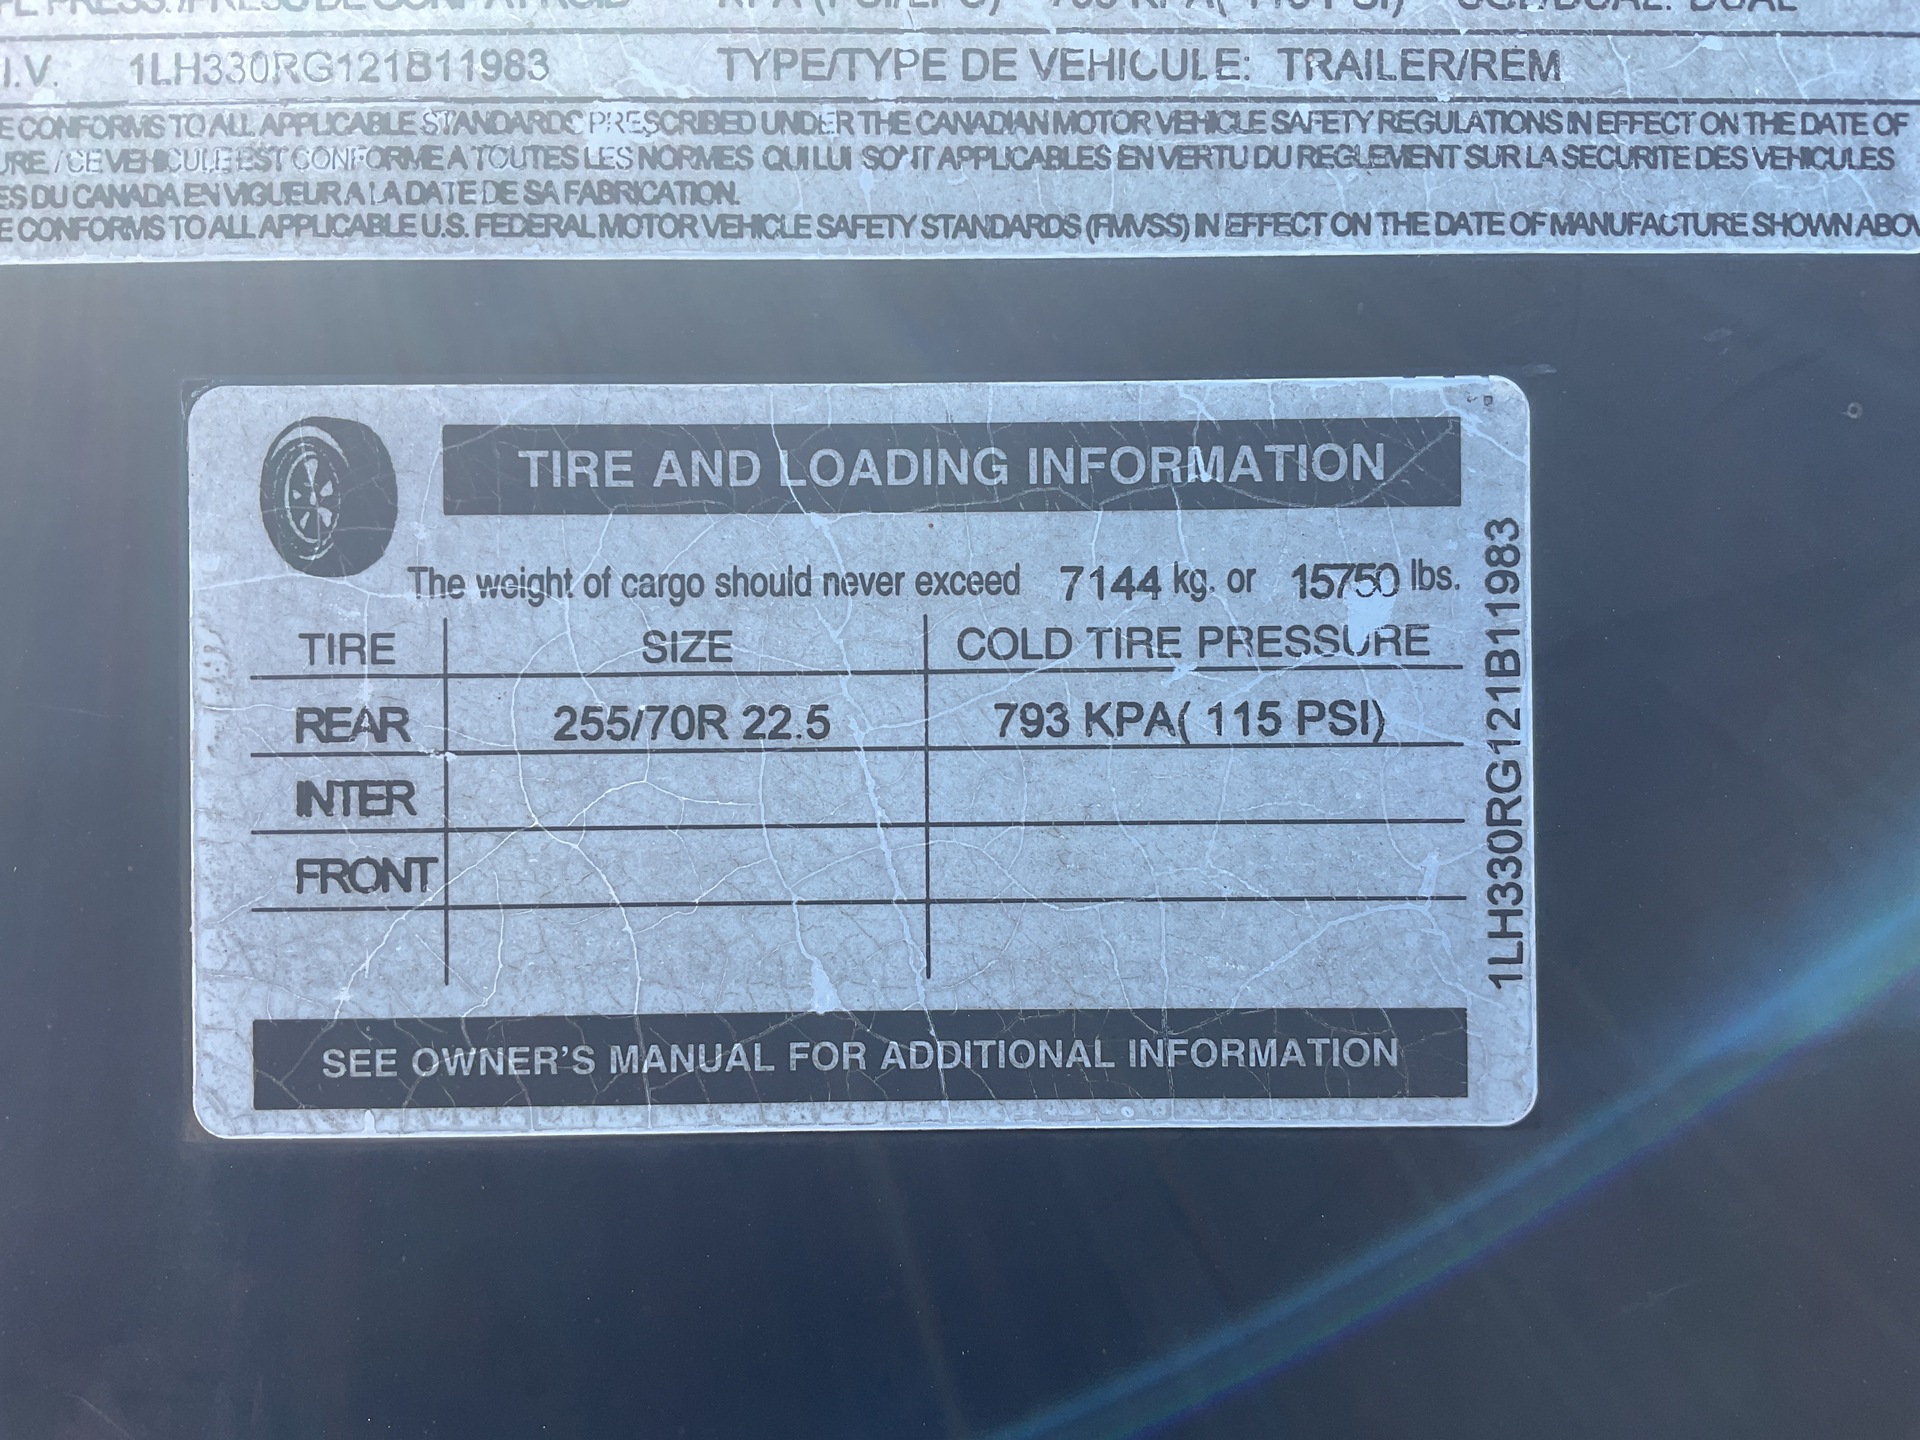 I.V. 1LH330RG121B11983 TYPE/TYPE DE VEHICULE: TRAILER/REM
E CONFORMS TO ALL APPLICABLE STANDARDS PRESCRIBED UNDER THE CANADIAN MOTOR VEHICLE SAFETY REGULATIONS IN EFFECT ON THE DATE OF
URE / CE VEHICULE EST CONFORME A TOUTES LES NORMES QUI LUI SONT APPLICABLES EN VERTU DU REGLEMENT SUR LA SECURITE DES VEHICULES
ES DU CANADA EN VIGUEUR A LA DATE DE SA FABRICATION.
E CONFORMS TO ALL APPLICABLE U.S. FEDERAL MOTOR VEHICLE SAFETY STANDARDS (FMVSS) IN EFFECT ON THE DATE OF MANUFACTURE SHOWN ABOV
TIRE AND LOADING INFORMATION
The weight of cargo should never exceed 7144 kg. or 15750 lbs.
TIRE SIZE COLD TIRE PRESSURE
REAR 255/70R 22.5 793 KPA( 115 PSI)
INTER
FRONT
SEE OWNER'S MANUAL FOR ADDITIONAL INFORMATION
1LH330RG121B11983